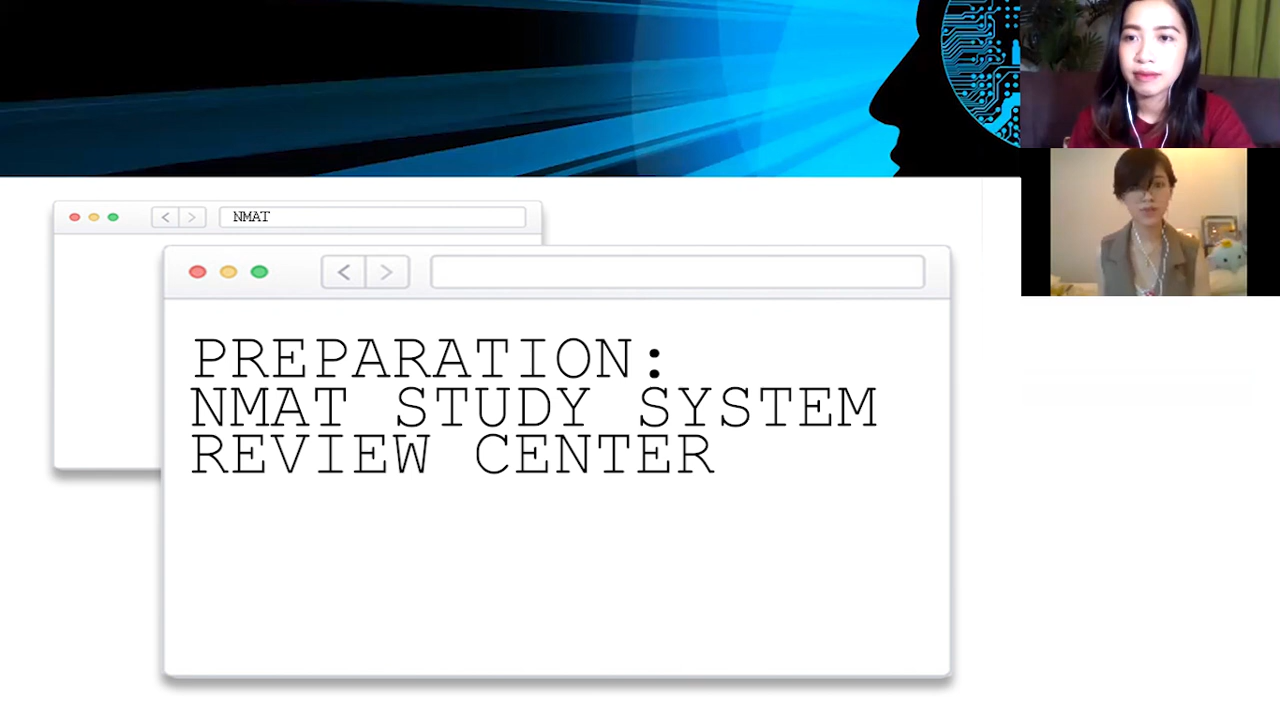 NMAT
PREPARATION:
NMAT STUDY SYSTEM
REVIEW CENTER